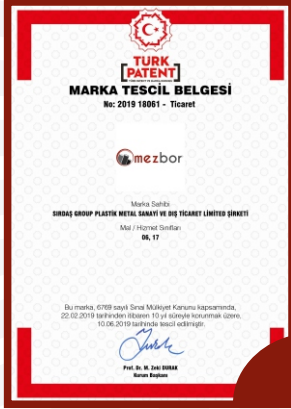 TÜRK
PATENT
MARKA TESCİL BELGESİ
No: 2019 18061 - Ticaret
mezbor
Marka Sahibi
SIRDAŞ GROUP PLASTİK METAL SANAYİ VE DIŞ TİCARET LİMİTED ŞİRKETİ
Mal / Hizmet Sınıfları
06, 17
Bu marka, 6769 sayılı Sınai Mülkiyet Kanunu kapsamında,
22.02.2019 tarihinden itibaren 10 yıl süreyle korunmak üzere,
10.06.2019 tarihinde tescil edilmiştir.
Prof. Dr. M. Zeki DURAK
Kurum Başkanı